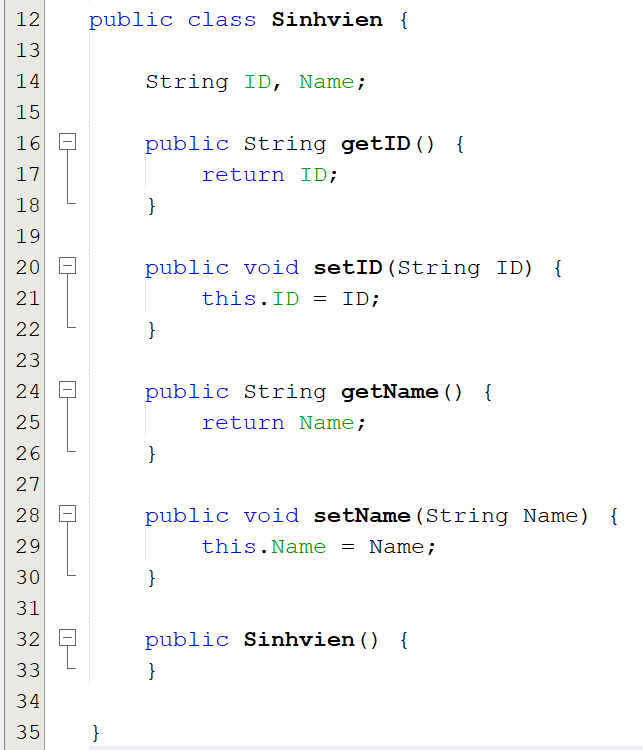 12 public class Sinhvien {
13
14 String ID, Name;
15
16 public String getID() {
17 return ID;
18 }
19
20 public void setID(String ID) {
21 this.ID = ID;
22 }
23
24 public String getName() {
25 return Name;
26 }
27
28 public void setName(String Name) {
29 this.Name = Name;
30 }
31
32 public Sinhvien() {
33 }
34
35 }